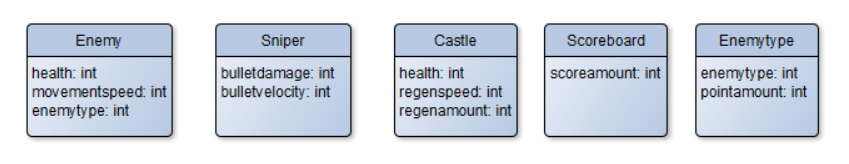 Enemy
health: int
movementspeed: int
enemytype: int
Sniper
bulletdamage: int
bulletvelocity: int
Castle
health: int
regenspeed: int
regenamount: int
Scoreboard
scoreamount: int
Enemytype
enemytype: int
pointamount: int